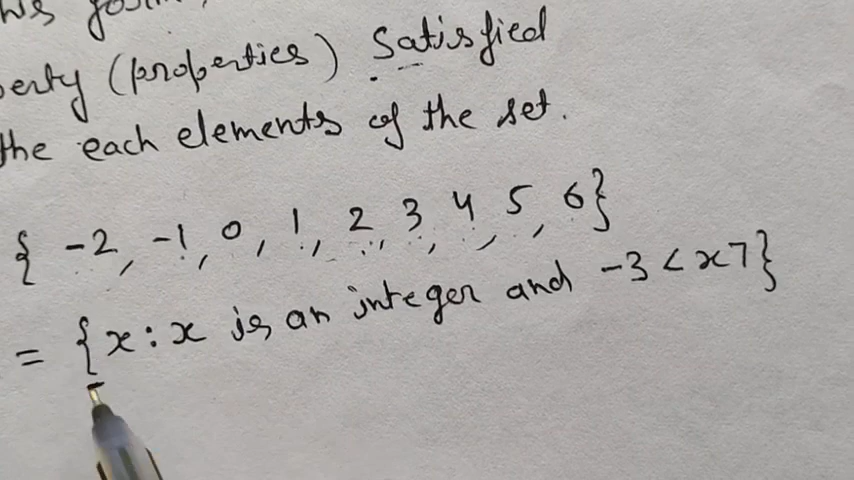 erty (properties) Satisfied
the each elements of the set.
{ -2, -1, 0, 1, 2, 3, 4, 5, 6}
= {x : x is an integer and -3 < x 7}